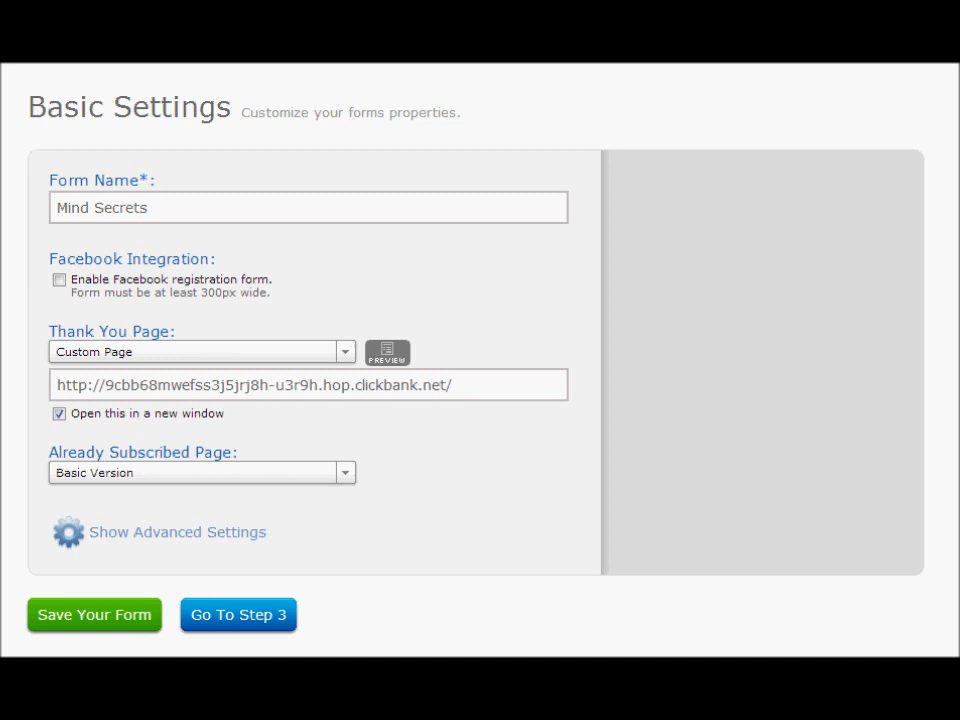 Basic Settings Customize your forms properties.
Form Name*:
Mind Secrets
Facebook Integration:
Enable Facebook registration form.
Form must be at least 300px wide.
Thank You Page:
Custom Page
PREVIEW
http://9cbb68mwefss3j5jrj8h-u3r9h.hop.clickbank.net/
Open this in a new window
Already Subscribed Page:
Basic Version
Show Advanced Settings
Save Your Form
Go To Step 3